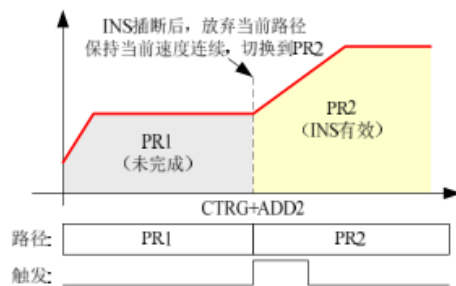 INS插断后，放弃当前路径
保持当前速度连续，切换到PR2
PR1
（未完成）
PR2
（INS有效）
CTRG+ADD2
路径: PR1 PR2
触发: